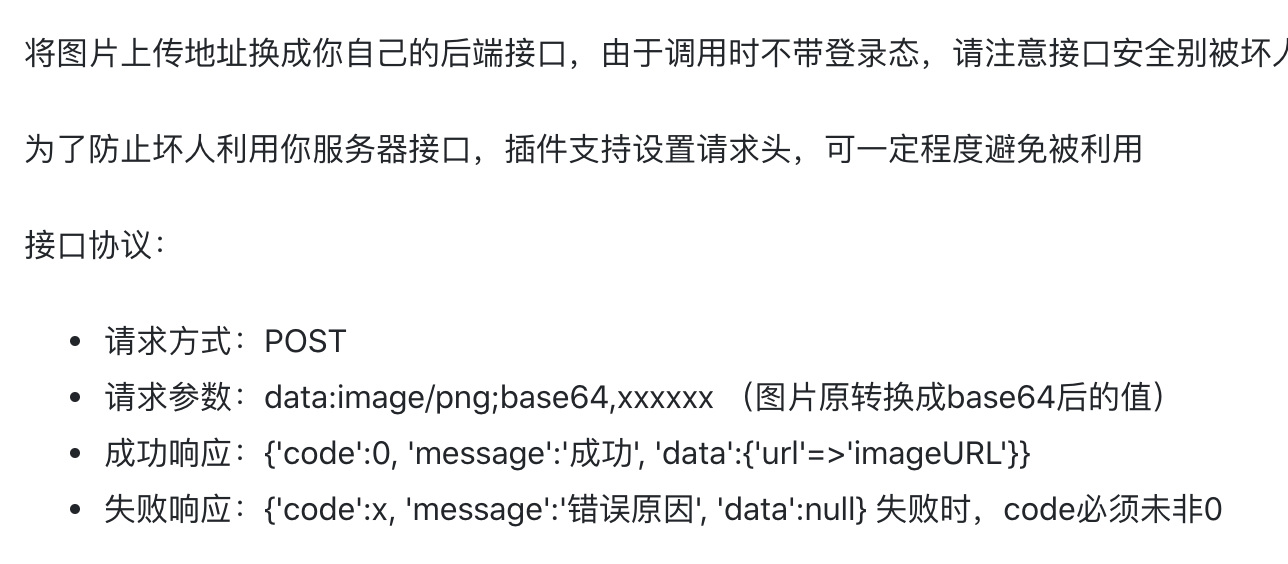 将图片上传地址换成你自己的后端接口，由于调用时不带登录态，请注意接口安全别被坏人
为了防止坏人利用你服务器接口，插件支持设置请求头，可一定程度避免被利用
接口协议：
• 请求方式：POST
• 请求参数：data:image/png;base64,xxxxxx （图片原转换成base64后的值）
• 成功响应：{'code':0, 'message':'成功', 'data':{'url'=>'imageURL'}}
• 失败响应：{'code':x, 'message':'错误原因', 'data':null} 失败时，code必须未非0